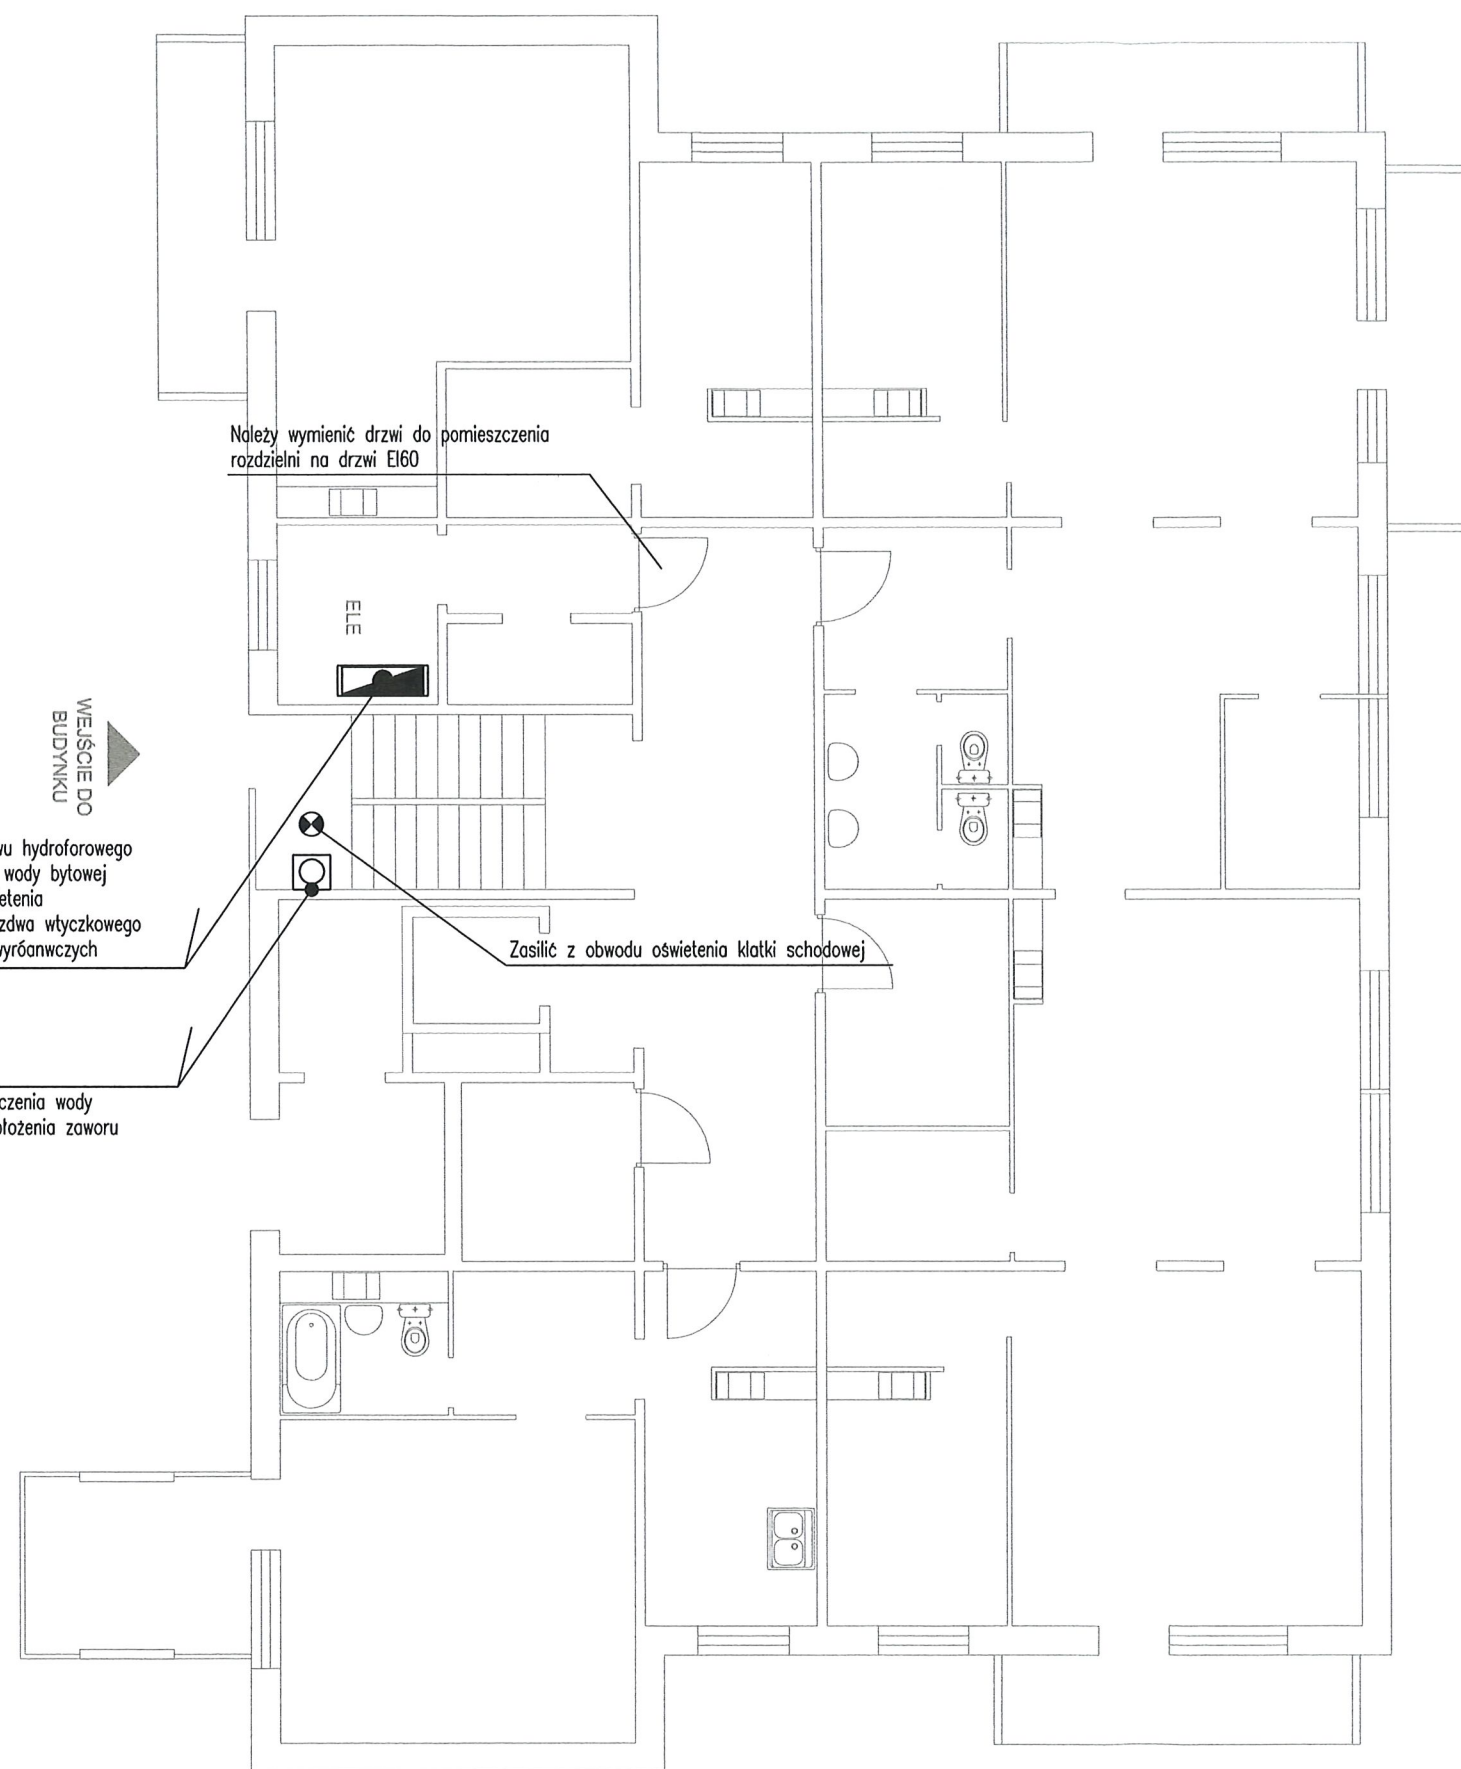 Należy wymienić drzwi do pomieszczenia
rozdzielni na drzwi EI60
ELE
WEJŚCIE DO
BUDYNKU
hydroforowego
wody bytowej
wtyczkowego
Zasilić z obwodu oświetenia klatki schodowej
wody
zaworu